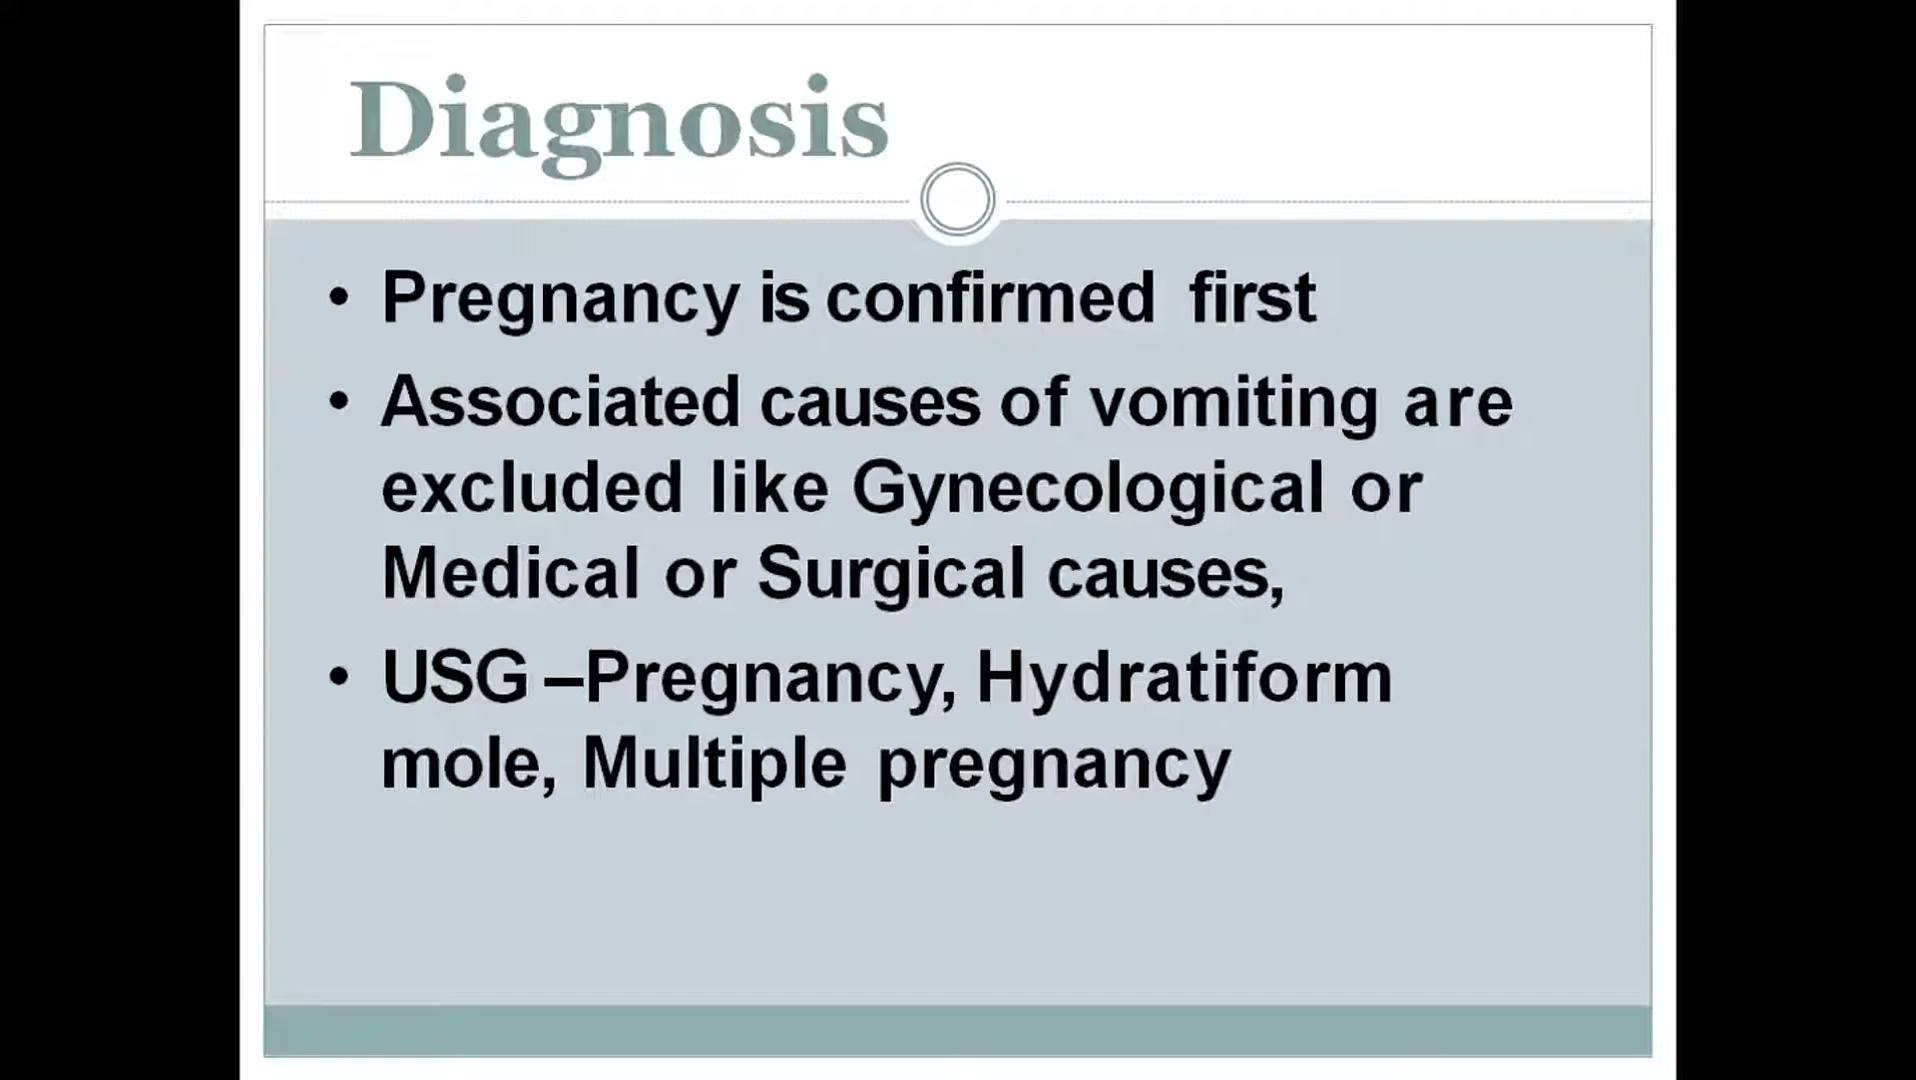 Diagnosis
• Pregnancy is confirmed first
• Associated causes of vomiting are
excluded like Gynecological or
Medical or Surgical causes,
• USG –Pregnancy, Hydratiform
mole, Multiple pregnancy